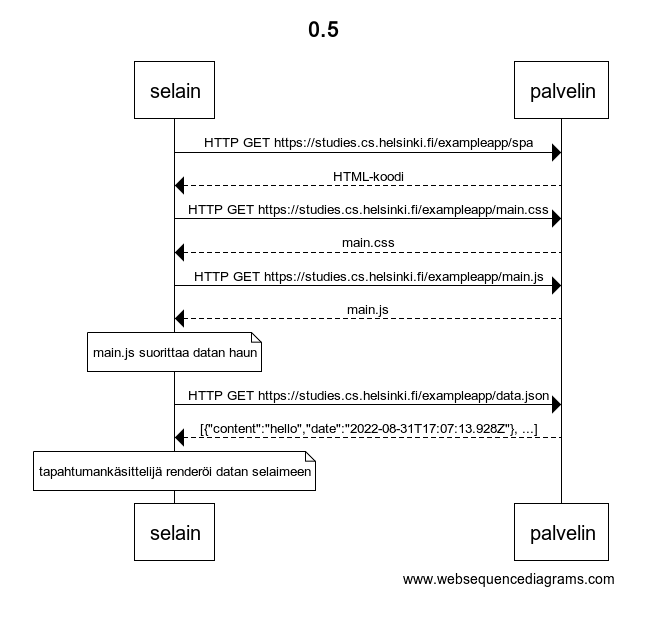 0.5
selain
palvelin
HTTP GET https://studies.cs.helsinki.fi/exampleapp/spa
HTML-koodi
HTTP GET https://studies.cs.helsinki.fi/exampleapp/main.css
main.css
HTTP GET https://studies.cs.helsinki.fi/exampleapp/main.js
main.js
main.js suorittaa datan haun
HTTP GET https://studies.cs.helsinki.fi/exampleapp/data.json
[{"content":"hello","date":"2022-08-31T17:07:13.928Z"}, ...]
tapahtumankäsittelijä renderöi datan selaimeen
selain
palvelin
www.websequencediagrams.com